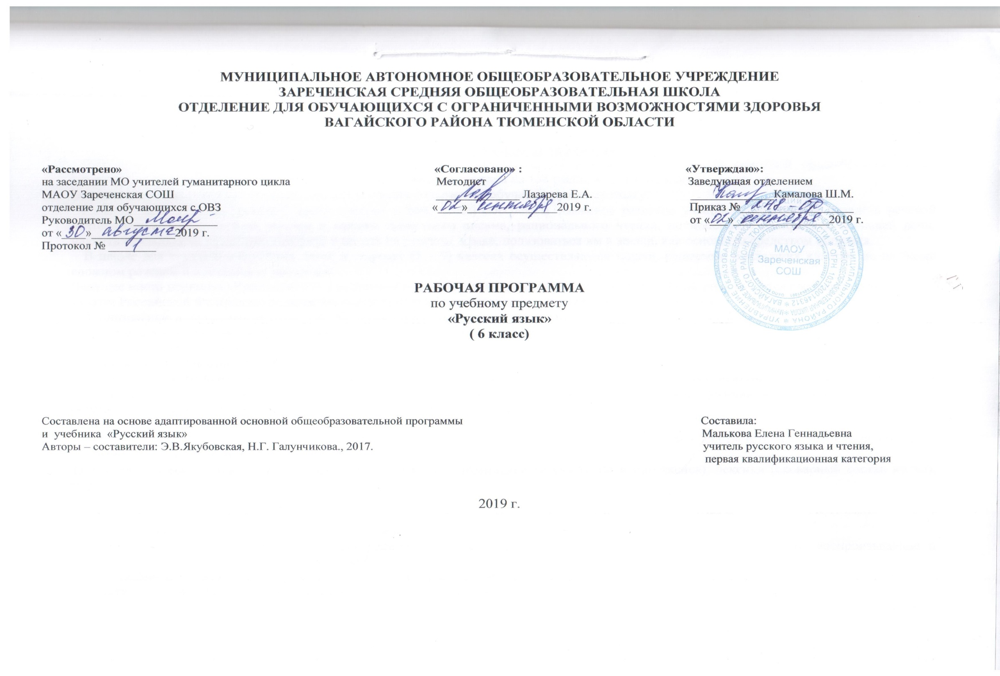 МУНИЦИПАЛЬНОЕ АВТОНОМНОЕ ОБЩЕОБРАЗОВАТЕЛЬНОЕ УЧРЕЖДЕНИЕ
ЗАРЕЧЕНСКАЯ СРЕДНЯЯ ОБЩЕОБРАЗОВАТЕЛЬНАЯ ШКОЛА
ОТДЕЛЕНИЕ ДЛЯ ОБУЧАЮЩИХСЯ С ОГРАНИЧЕННЫМИ ВОЗМОЖНОСТЯМИ ЗДОРОВЬЯ
ВАГАЙСКОГО РАЙОНА ТЮМЕНСКОЙ ОБЛАСТИ
«Рассмотрено»
на заседании МО учителей гуманитарного цикла
МАОУ Зареченская СОШ
отделение для обучающихся с ОВЗ
Руководитель МО
от «30» августа 2019 г.
Протокол № 1
«Согласовано» :
Методист
Лазарева Е.А.
«02» сентября 2019 г.
«Утверждаю»:
Заведующая отделением
Камалова Ш.М.
Приказ № 248 - ОД
от «02» сентября 2019 г.
МАОУ
Зареченская
СОШ
РАБОЧАЯ ПРОГРАММА
по учебному предмету
«Русский язык»
( 6 класс)
Составлена на основе адаптированной основной общеобразовательной программы
и учебника «Русский язык»
Авторы – составители: Э.В.Якубовская, Н.Г. Галунчикова., 2017.
Составила:
Малькова Елена Геннадьевна
учитель русского языка и чтения,
первая квалификационная категория
2019 г.